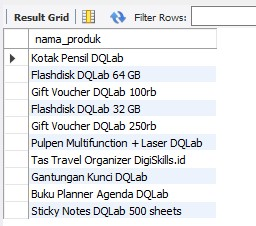 Result Grid Filter Rows:
nama_produk
Kotak Pensil DQLab
Flashdisk DQLab 64 GB
Gift Voucher DQLab 100rb
Flashdisk DQLab 32 GB
Gift Voucher DQLab 250rb
Pulpen Multifunction + Laser DQLab
Tas Travel Organizer DigiSkills.id
Gantungan Kunci DQLab
Buku Planner Agenda DQLab
Sticky Notes DQLab 500 sheets